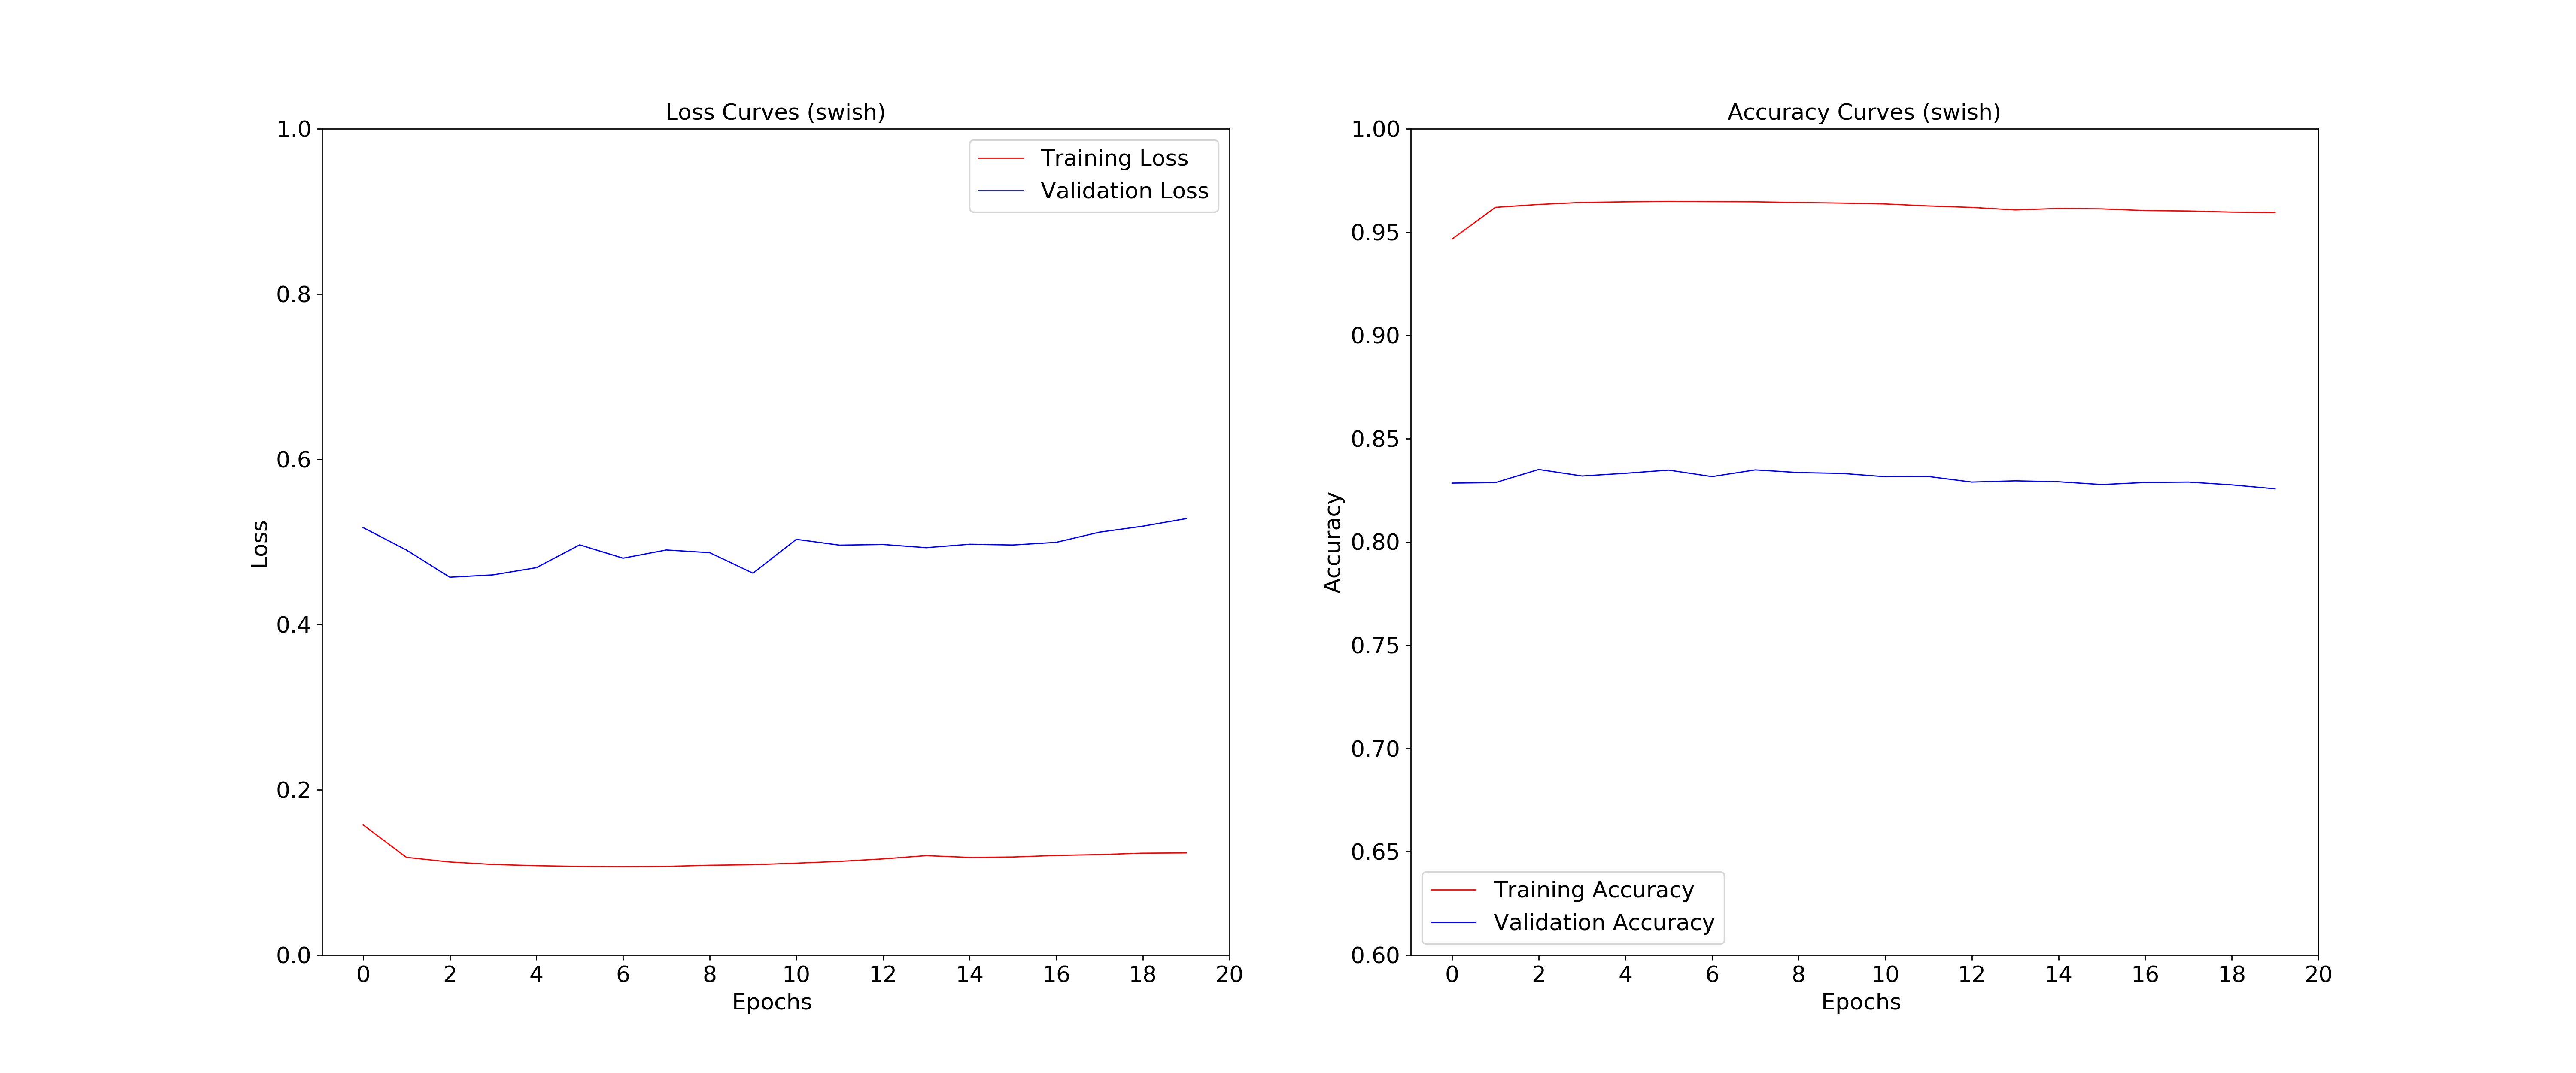 Loss Curves (swish)
1.0
0.8
0.6
0.4
0.2
0.0
Loss
Training Loss
Validation Loss
0 2 4 6 8 10 12 14 16 18 20
Epochs
Accuracy Curves (swish)
1.00
0.95
0.90
0.85
0.80
0.75
0.70
0.65
0.60
Accuracy
Training Accuracy
Validation Accuracy
0 2 4 6 8 10 12 14 16 18 20
Epochs